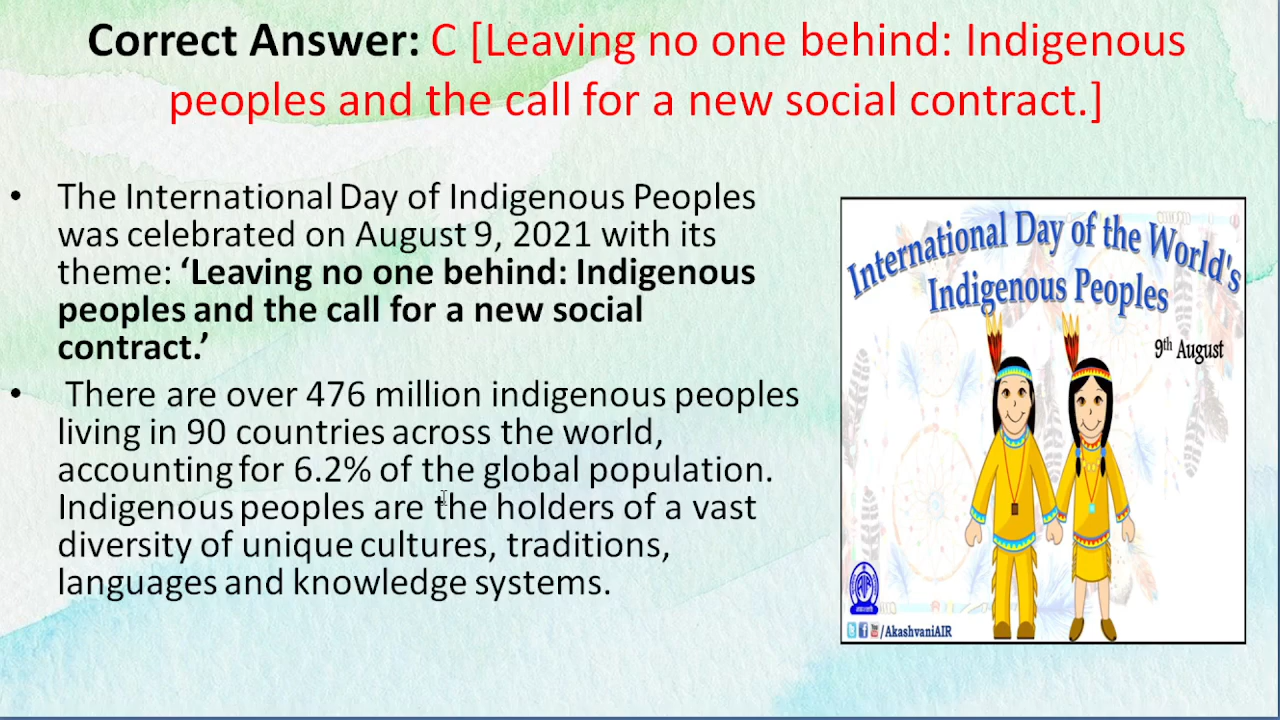 Correct Answer: C [Leaving no one behind: Indigenous
peoples and the call for a new social contract.]
• The International Day of Indigenous Peoples
was celebrated on August 9, 2021 with its
theme: ‘Leaving no one behind: Indigenous
peoples and the call for a new social
contract.’
• There are over 476 million indigenous peoples
living in 90 countries across the world,
accounting for 6.2% of the global population.
Indigenous peoples are the holders of a vast
diversity of unique cultures, traditions,
languages and knowledge systems.
International Day of the World's
Indigenous Peoples
9th August
AIR
/AkashvaniAIR